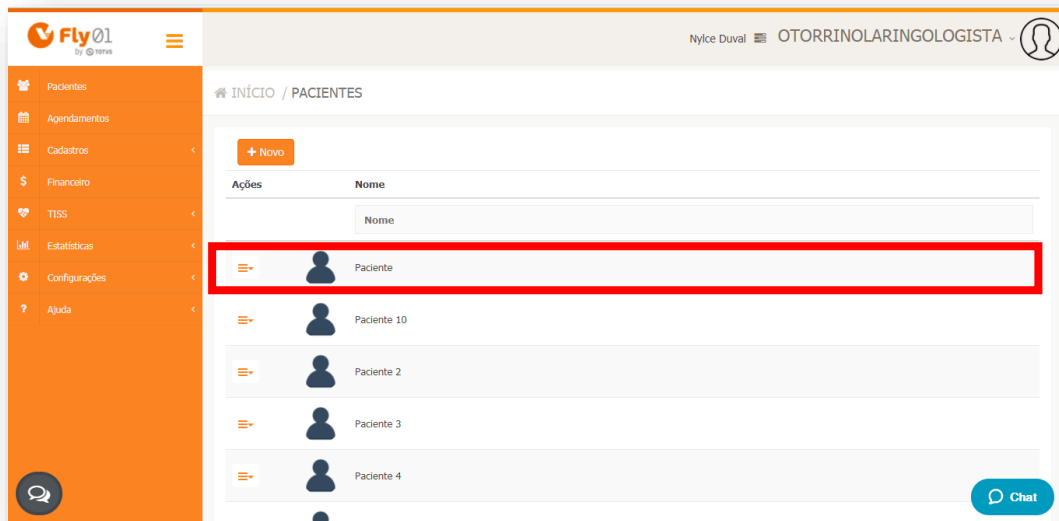 Fly01
by TOTVS
Nylce Duval OTORRINOLARINGOLOGISTA
Pacientes
Agendamentos
Cadastros
Financeiro
TISS
Estatísticas
Configurações
Ajuda
INÍCIO / PACIENTES
+ Novo
Ações Nome
Nome
Paciente
Paciente 10
Paciente 2
Paciente 3
Paciente 4
Chat